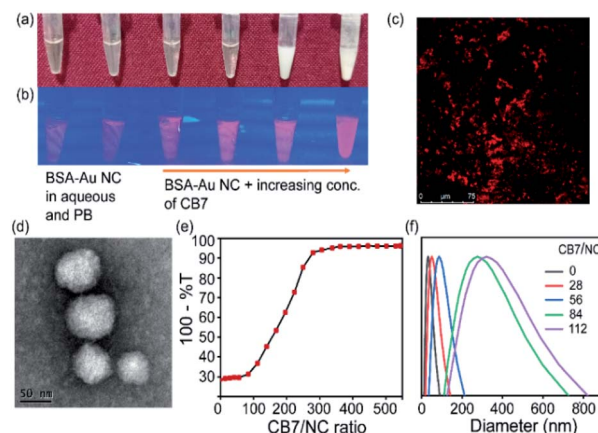 (a)
(b)
BSA-Au NC
in aqueous
and PB
BSA-Au NC + increasing conc.
of CB7
(c)
0 µm 75
(d)
50 nm
(e)
100 - %T
100
90
80
70
60
50
40
30
20
0 100 200 300 400 500
CB7/NC ratio
(f)
CB7/NC
0
28
56
84
112
0 200 400 600 800
Diameter (nm)